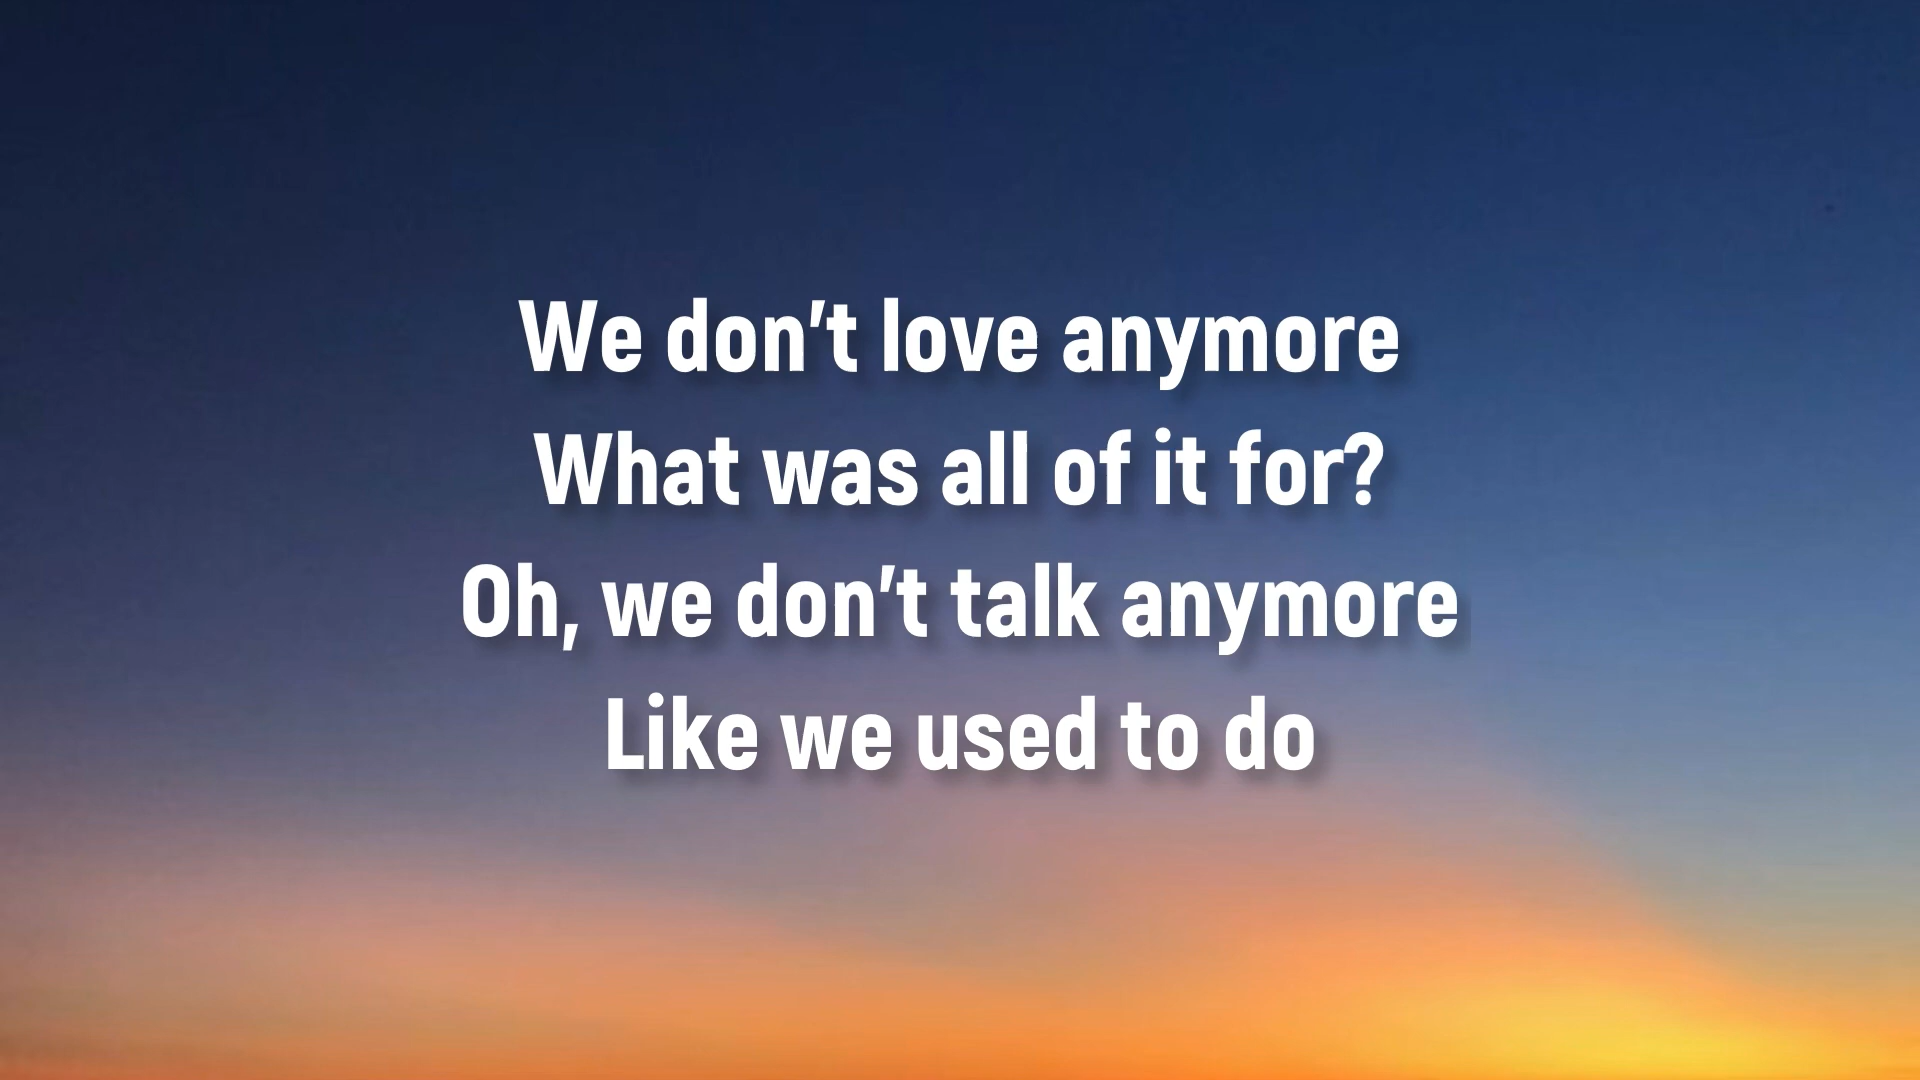 We don't love anymore
What was all of it for?
Oh, we don't talk anymore
Like we used to do